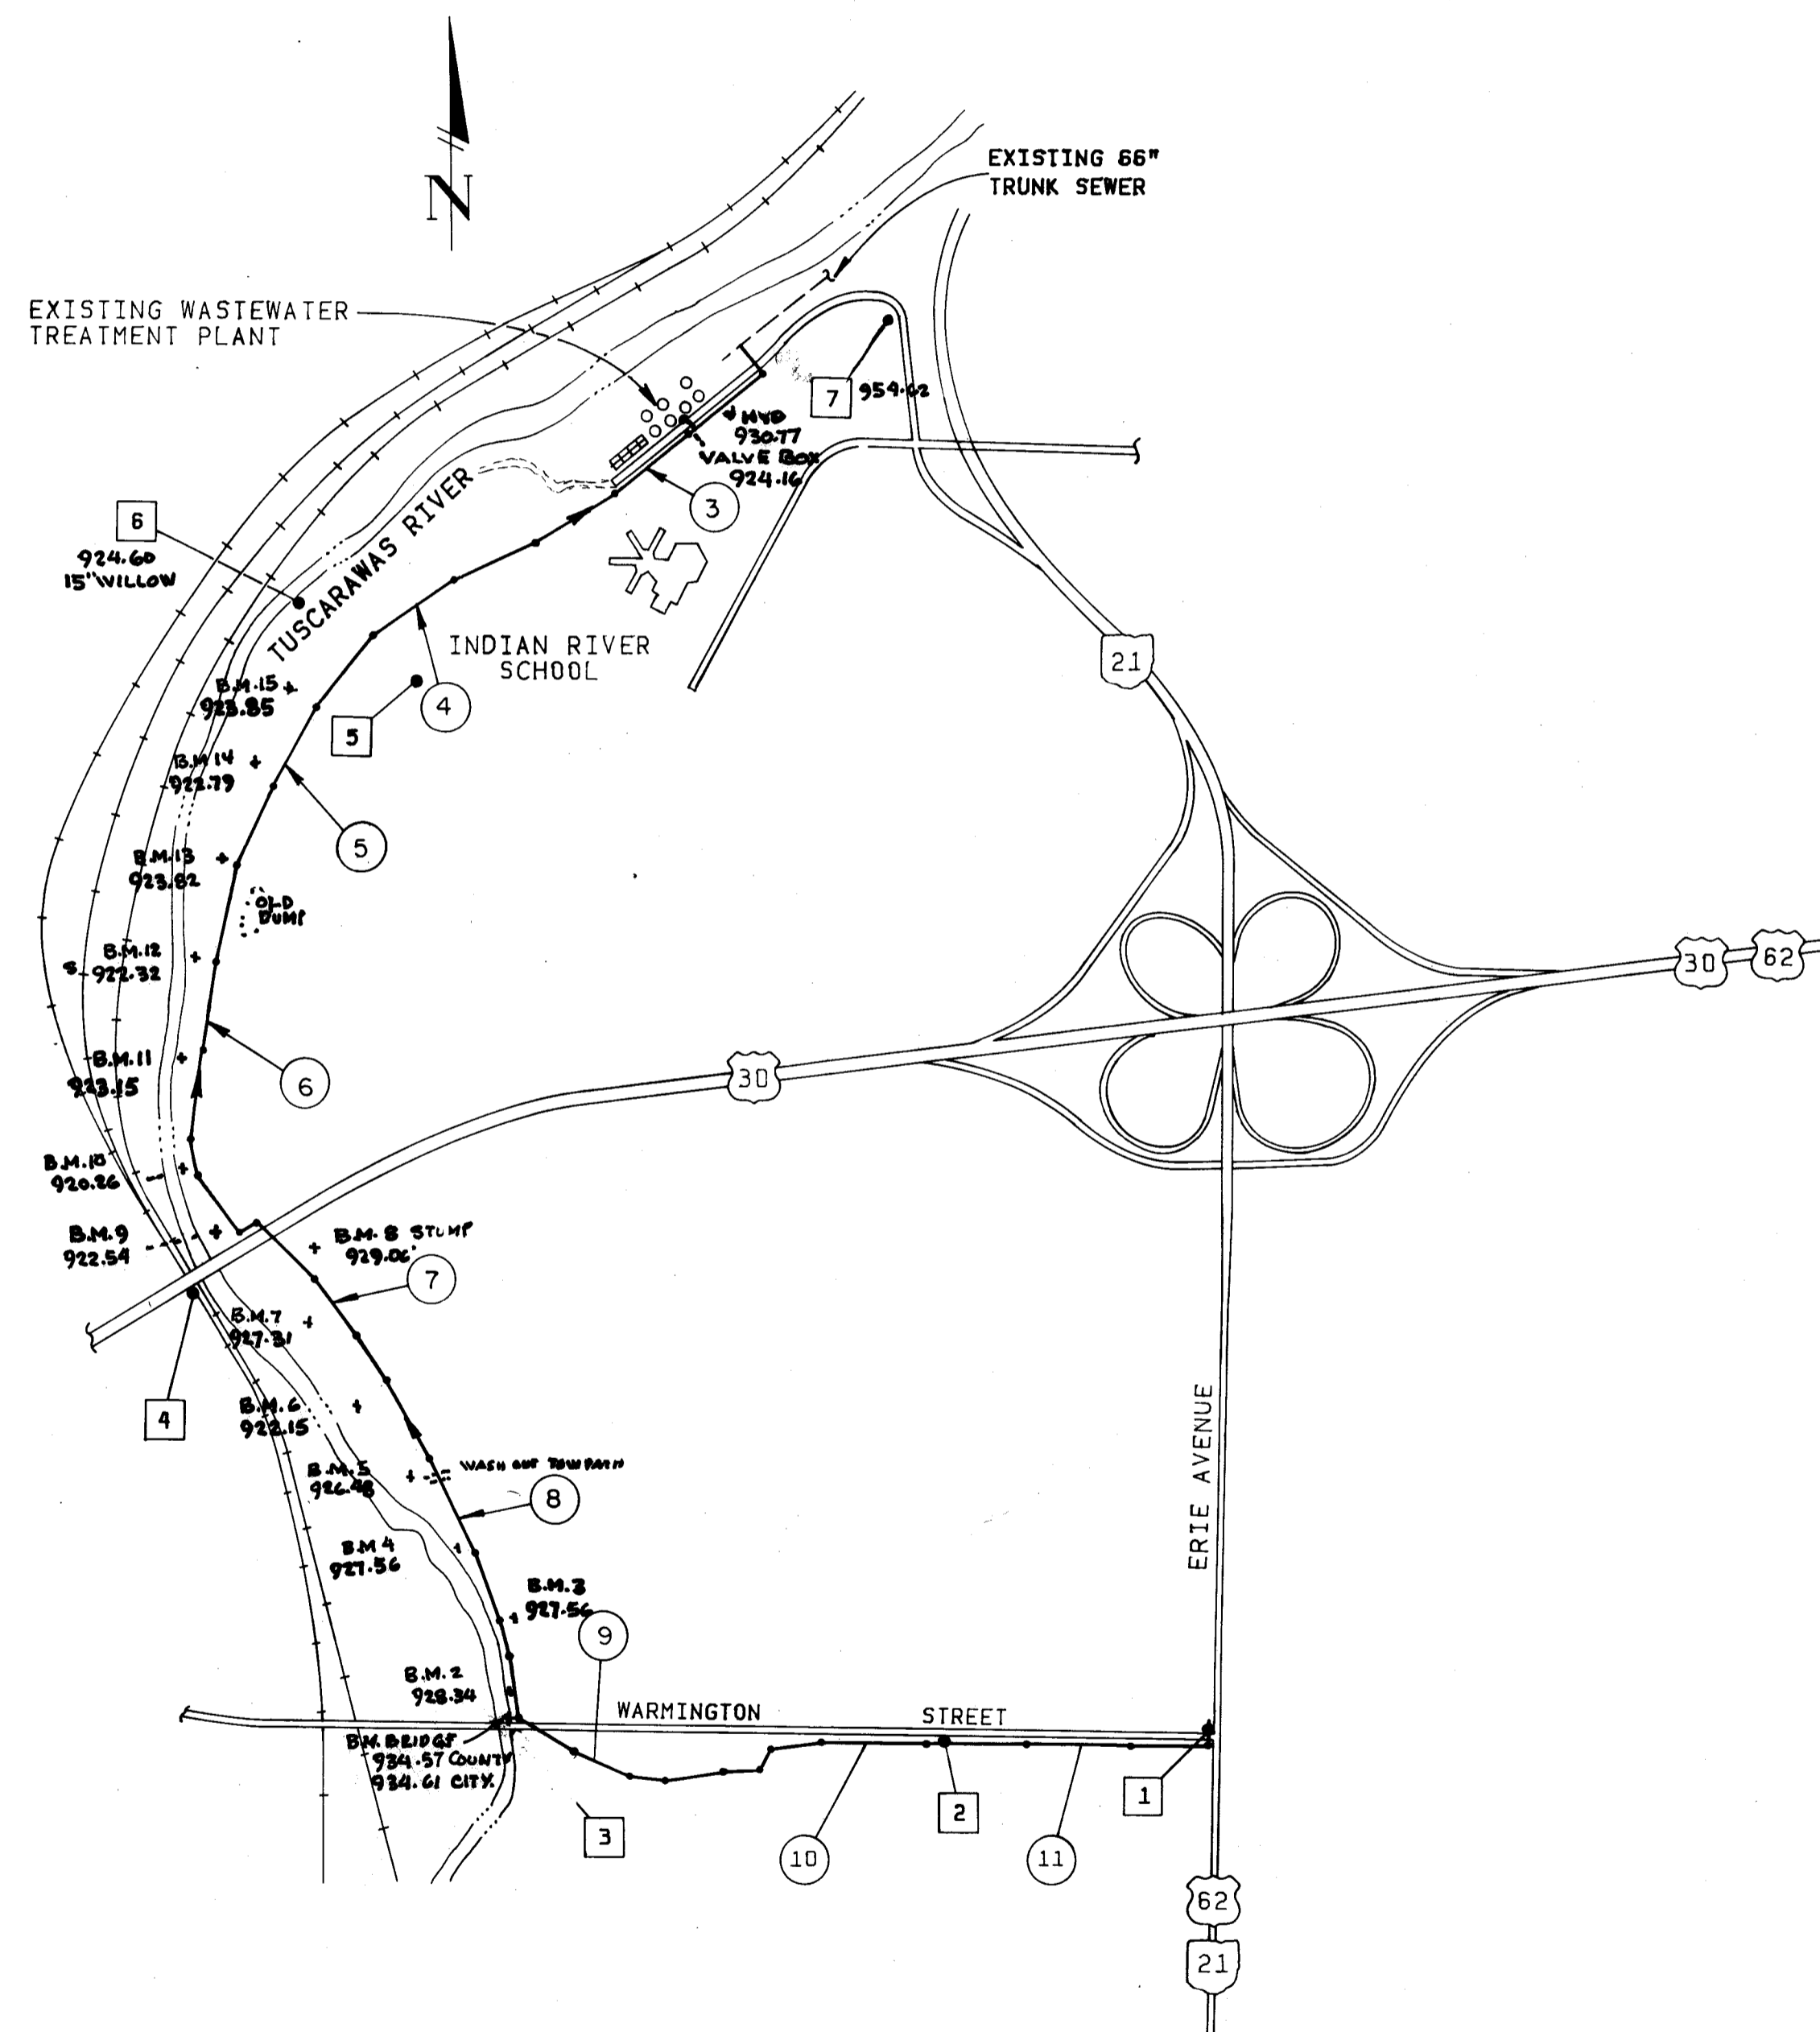 N
EXISTING 66"
TRUNK SEWER
EXISTING WASTEWATER
TREATMENT PLANT
7
954.62
HYD
930.77
VALVE BOX
924.16
3
6
924.60
15" WILLOW
TUSCARAWAS RIVER
INDIAN RIVER
SCHOOL
4
21
B.M.15
923.85
5
B.M 14
922.79
5
B.M.13
923.82
OLD
DUMP
B.M.12
922.32
30
62
B.M.11
923.15
6
30
B.M.10
920.26
B.M.9
922.54
B.M. 8 STUMP
929.06
7
B.M.7
927.31
4
B.M.6
922.15
B.M.5
926.48
WASH OUT TOW PATH
8
ERIE AVENUE
B.M 4
927.56
B.M.3
927.56
9
B.M.2
928.34
WARMINGTON STREET
B.M. BRIDGE
934.57 COUNTY
934.61 CITY.
3
2
1
10
11
62
21